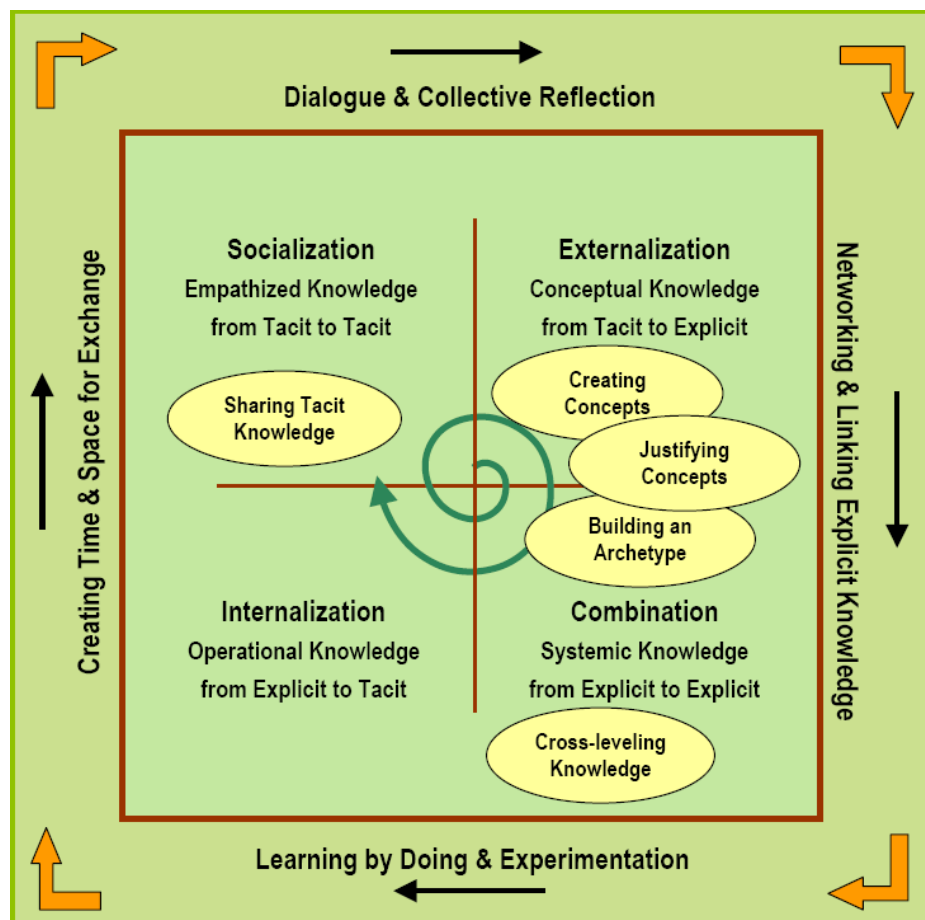 Dialogue & Collective Reflection
Creating Time & Space for Exchange
Networking & Linking Explicit Knowledge
Socialization
Empathized Knowledge
from Tacit to Tacit
Sharing Tacit
Knowledge
Externalization
Conceptual Knowledge
from Tacit to Explicit
Creating
Concepts
Justifying
Concepts
Building an
Archetype
Internalization
Operational Knowledge
from Explicit to Tacit
Combination
Systemic Knowledge
from Explicit to Explicit
Cross-leveling
Knowledge
Learning by Doing & Experimentation